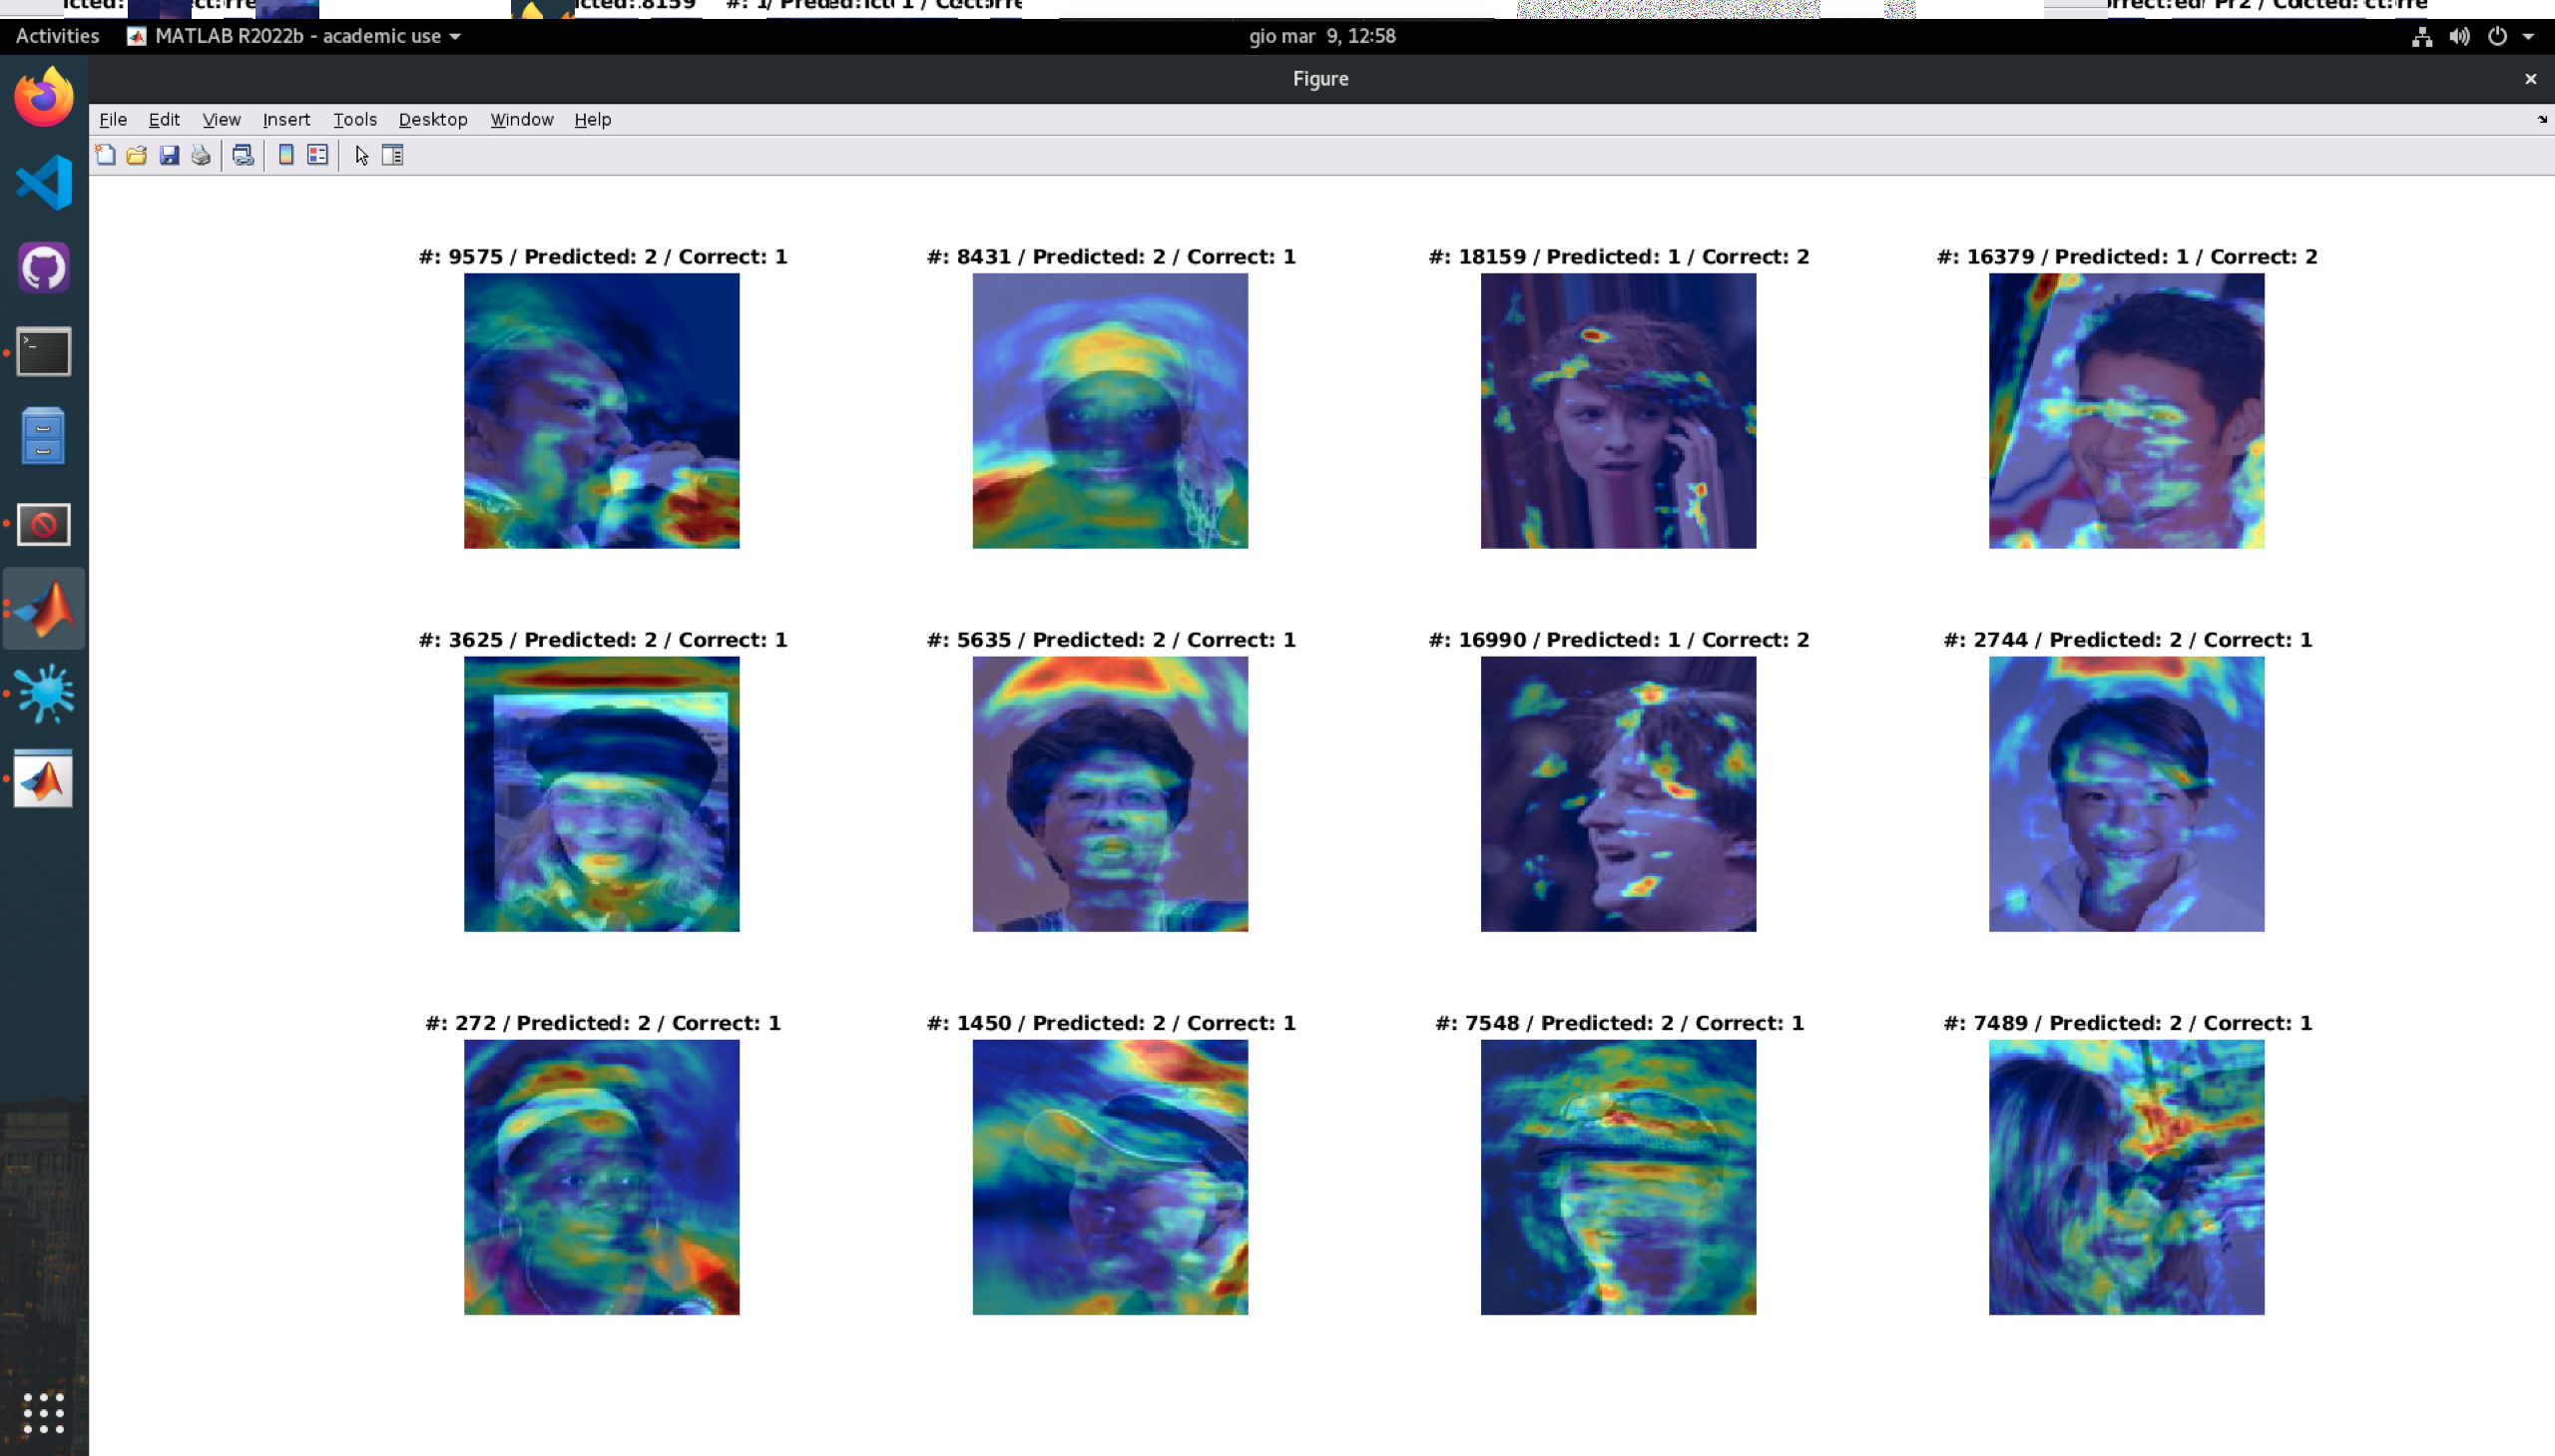 #: 1/
1 /
Activities MATLAB R2022b - academic use gio mar 9, 12:58
Figure
File Edit View Insert Tools Desktop Window Help
#: 9575 / Predicted: 2 / Correct: 1 #: 8431 / Predicted: 2 / Correct: 1 #: 18159 / Predicted: 1 / Correct: 2 #: 16379 / Predicted: 1 / Correct: 2
#: 3625 / Predicted: 2 / Correct: 1 #: 5635 / Predicted: 2 / Correct: 1 #: 16990 / Predicted: 1 / Correct: 2 #: 2744 / Predicted: 2 / Correct: 1
#: 272 / Predicted: 2 / Correct: 1 #: 1450 / Predicted: 2 / Correct: 1 #: 7548 / Predicted: 2 / Correct: 1 #: 7489 / Predicted: 2 / Correct: 1